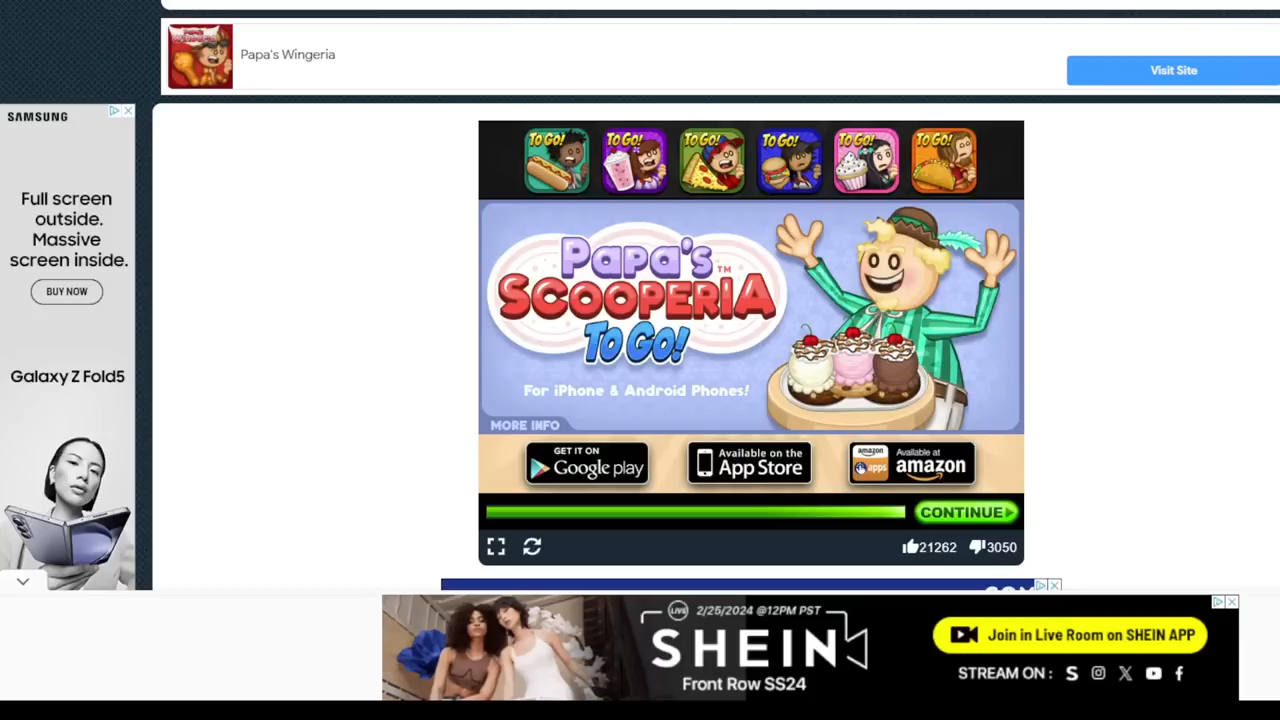 Papa's Wingeria
Visit Site
SAMSUNG
Full screen
outside.
Massive
screen inside.
BUY NOW
Galaxy Z Fold5
TO GO! TO GO! TO GO! TO GO! TO GO! TO GO!
Papa's
SCOOPERIA™
To Go!
For iPhone & Android Phones!
MORE INFO
GET IT ON
Google play
Available on the
App Store
amazon
apps
Available at
amazon
CONTINUE
21262
3050
LIVE 2/25/2024 @12PM PST
SHEIN
Front Row SS24
Join in Live Room on SHEIN APP
STREAM ON :